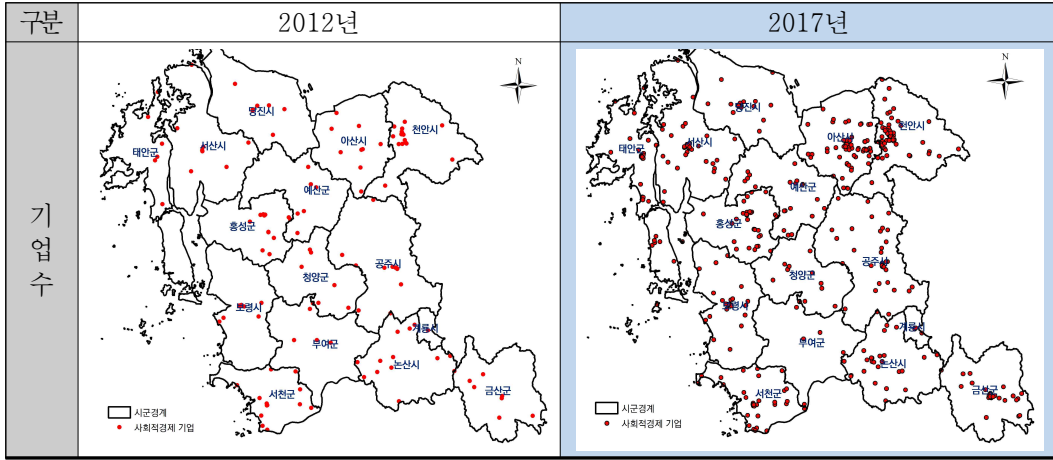 구분 2012년 2017년
기업수
N
당진시
아산시
천안시
태안군
서산시
예산군
홍성군
공주시
청양군
보령시
계룡시
부여군
논산시
서천군
금산군
시군경계
사회적경제 기업
N
당진시
아산시
천안시
태안군
서산시
예산군
홍성군
공주시
청양군
보령시
계룡시
부여군
논산시
서천군
금산군
시군경계
사회적경제 기업